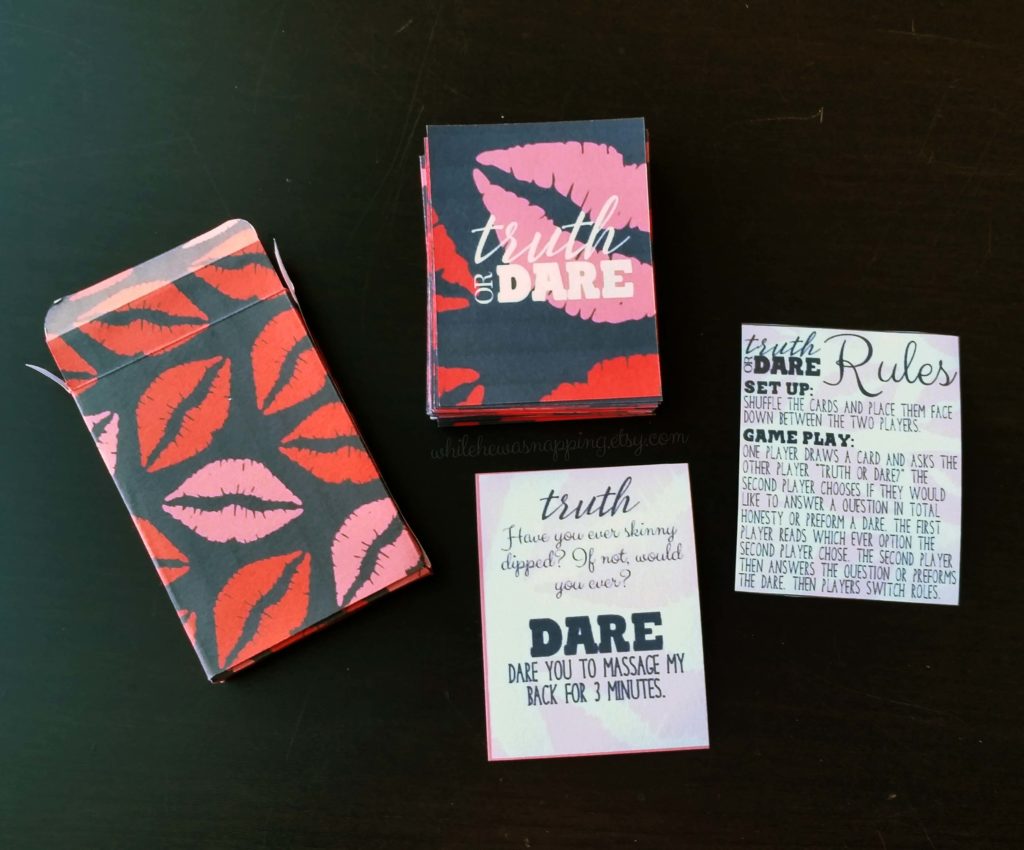 truth
OR DARE
whilehewasnapping.etsy.com
truth
Have you ever skinny
dipped? If not, would
you ever?
DARE
DARE YOU TO MASSAGE MY
BACK FOR 3 MINUTES.
truth
OR DARE Rules
SET UP:
SHUFFLE THE CARDS AND PLACE THEM FACE
DOWN BETWEEN THE TWO PLAYERS.
GAME PLAY:
ONE PLAYER DRAWS A CARD AND ASKS THE
OTHER PLAYER "TRUTH OR DARE?" THE
SECOND PLAYER CHOOSES IF THEY WOULD
LIKE TO ANSWER A QUESTION IN TOTAL
HONESTY OR PREFORM A DARE. THE FIRST
PLAYER READS WHICH EVER OPTION THE
SECOND PLAYER CHOSE. THE SECOND PLAYER
THEN ANSWERS THE QUESTION OR PREFORMS
THE DARE. THEN PLAYERS SWITCH ROLES.